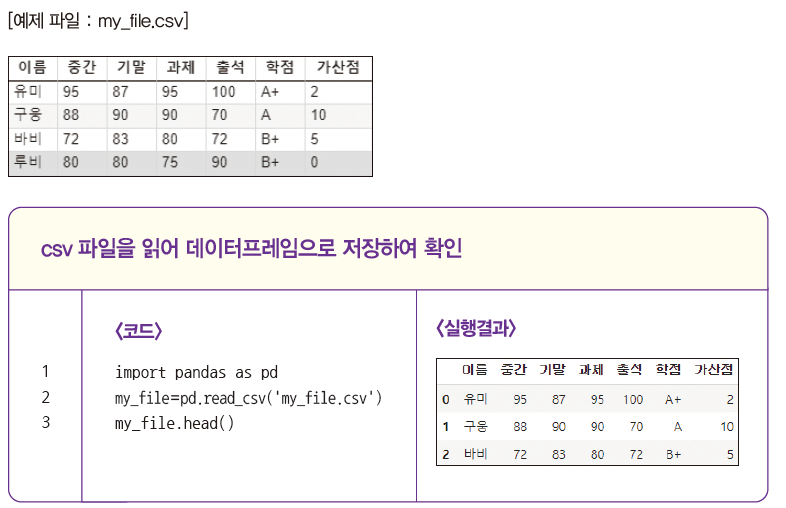 [예제 파일 : my_file.csv]
이름 중간 기말 과제 출석 학점 가산점
유미 95 87 95 100 A+ 2
구웅 88 90 90 70 A 10
바비 72 83 80 72 B+ 5
루비 80 80 75 90 B+ 0
csv 파일을 읽어 데이터프레임으로 저장하여 확인
<코드>
1 import pandas as pd
2 my_file=pd.read_csv('my_file.csv')
3 my_file.head()
<실행결과>
이름 중간 기말 과제 출석 학점 가산점
0 유미 95 87 95 100 A+ 2
1 구웅 88 90 90 70 A 10
2 바비 72 83 80 72 B+ 5